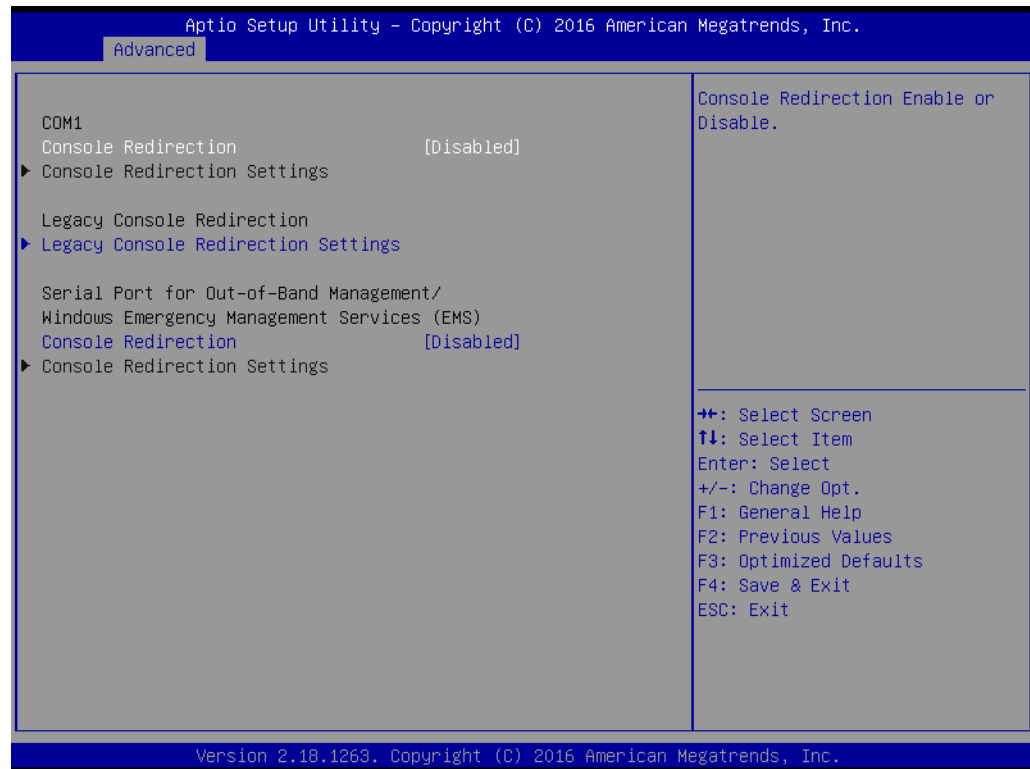 Aptio Setup Utility – Copyright (C) 2016 American Megatrends, Inc.
Advanced
COM1
Console Redirection [Disabled]
Console Redirection Settings
Legacy Console Redirection
Legacy Console Redirection Settings
Serial Port for Out-of-Band Management/
Windows Emergency Management Services (EMS)
Console Redirection [Disabled]
Console Redirection Settings
Console Redirection Enable or
Disable.
→←: Select Screen
↑↓: Select Item
Enter: Select
+/-: Change Opt.
F1: General Help
F2: Previous Values
F3: Optimized Defaults
F4: Save & Exit
ESC: Exit
Version 2.18.1263. Copyright (C) 2016 American Megatrends, Inc.